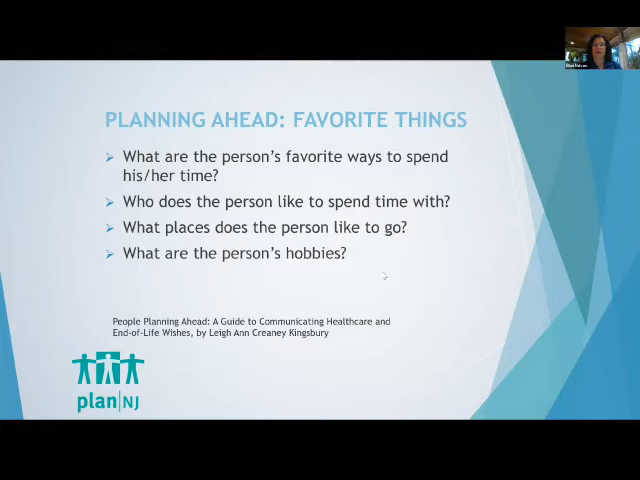 PLANNING AHEAD: FAVORITE THINGS
What are the person's favorite ways to spend
his/her time?
Who does the person like to spend time with?
What places does the person like to go?
What are the person's hobbies?
People Planning Ahead: A Guide to Communicating Healthcare and
End-of-Life Wishes, by Leigh Ann Creaney Kingsbury
plan|NJ